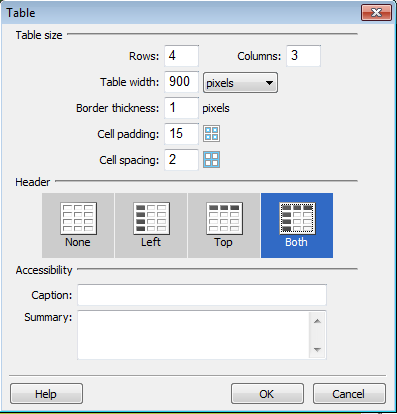 Table
Table size
Rows: 4 Columns: 3
Table width: 900 pixels
Border thickness: 1 pixels
Cell padding: 15
Cell spacing: 2
Header
None Left Top Both
Accessibility
Caption:
Summary:
Help OK Cancel